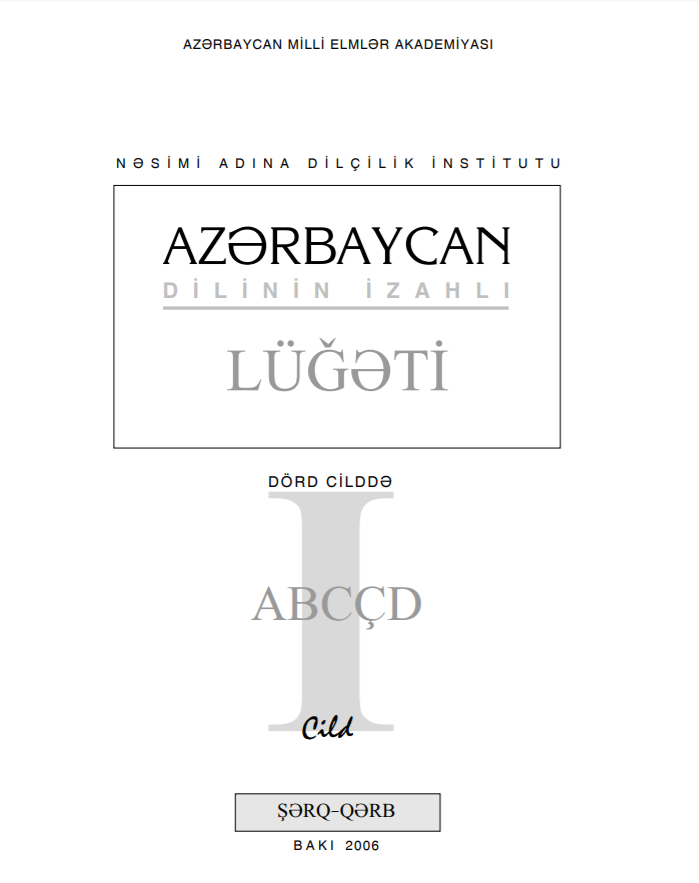 AZƏRBAYCAN MİLLİ ELMLƏR AKADEMİYASI
NƏSİMİ ADINA DİLÇİLİK İNSTİTUTU
AZƏRBAYCAN
DİLİNİN İZAHLI
LÜĞƏTİ
DÖRD CİLDDƏ
I
ABCÇD
Cild
ŞƏRQ-QƏRB
BAKI 2006